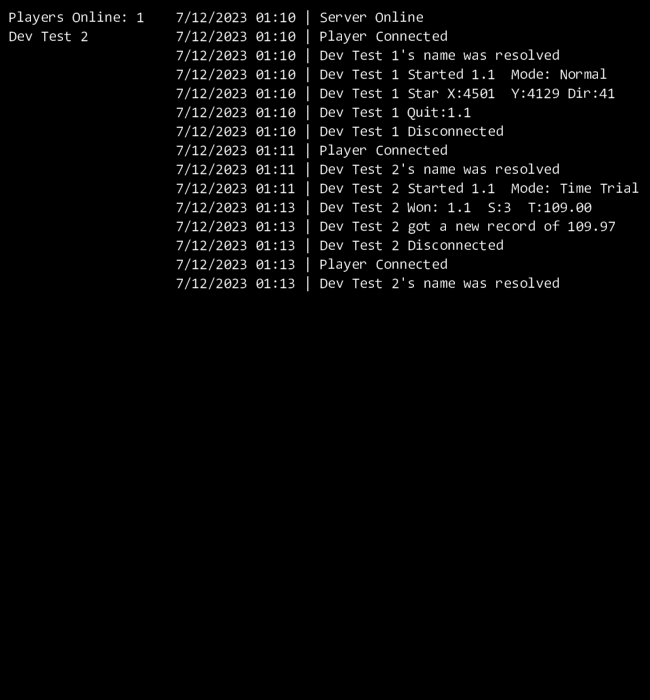 Players Online: 1    7/12/2023 01:10 | Server Online
Dev Test 2           7/12/2023 01:10 | Player Connected
7/12/2023 01:10 | Dev Test 1's name was resolved
7/12/2023 01:10 | Dev Test 1 Started 1.1  Mode: Normal
7/12/2023 01:10 | Dev Test 1 Star X:4501  Y:4129 Dir:41
7/12/2023 01:10 | Dev Test 1 Quit:1.1
7/12/2023 01:10 | Dev Test 1 Disconnected
7/12/2023 01:11 | Player Connected
7/12/2023 01:11 | Dev Test 2's name was resolved
7/12/2023 01:11 | Dev Test 2 Started 1.1  Mode: Time Trial
7/12/2023 01:13 | Dev Test 2 Won: 1.1  S:3  T:109.00
7/12/2023 01:13 | Dev Test 2 got a new record of 109.97
7/12/2023 01:13 | Dev Test 2 Disconnected
7/12/2023 01:13 | Player Connected
7/12/2023 01:13 | Dev Test 2's name was resolved